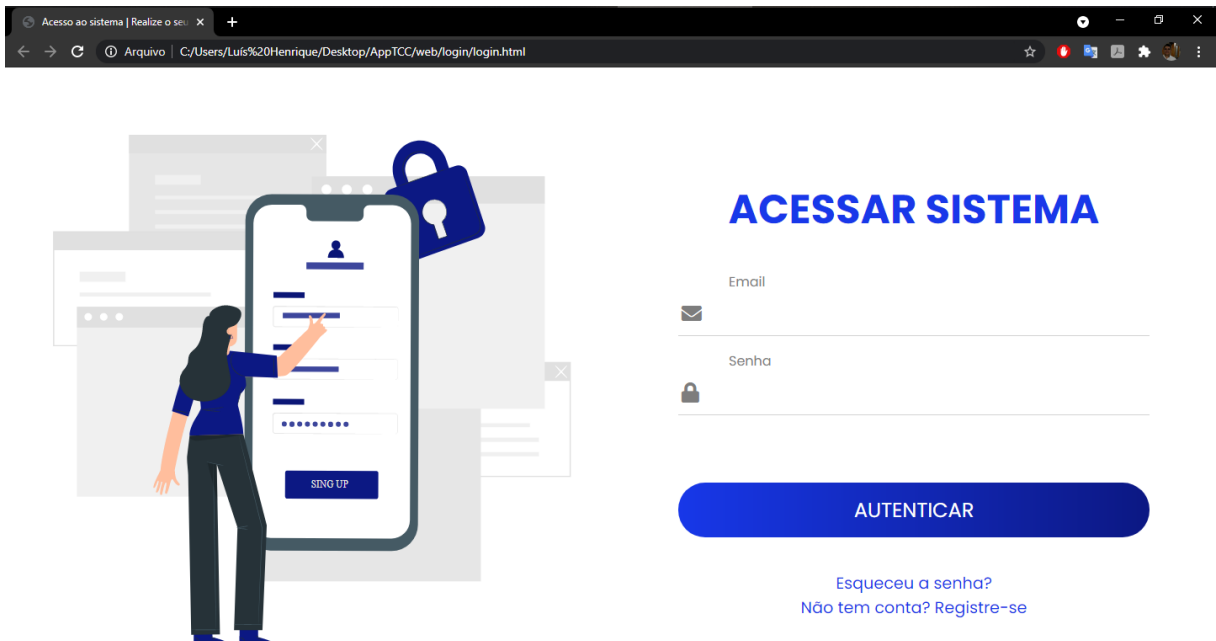 Acesso ao sistema | Realize o seu
Arquivo | C:/Users/Luís%20Henrique/Desktop/AppTCC/web/login/login.html
SING UP
ACESSAR SISTEMA
Email
Senha
AUTENTICAR
Esqueceu a senha?
Não tem conta? Registre-se